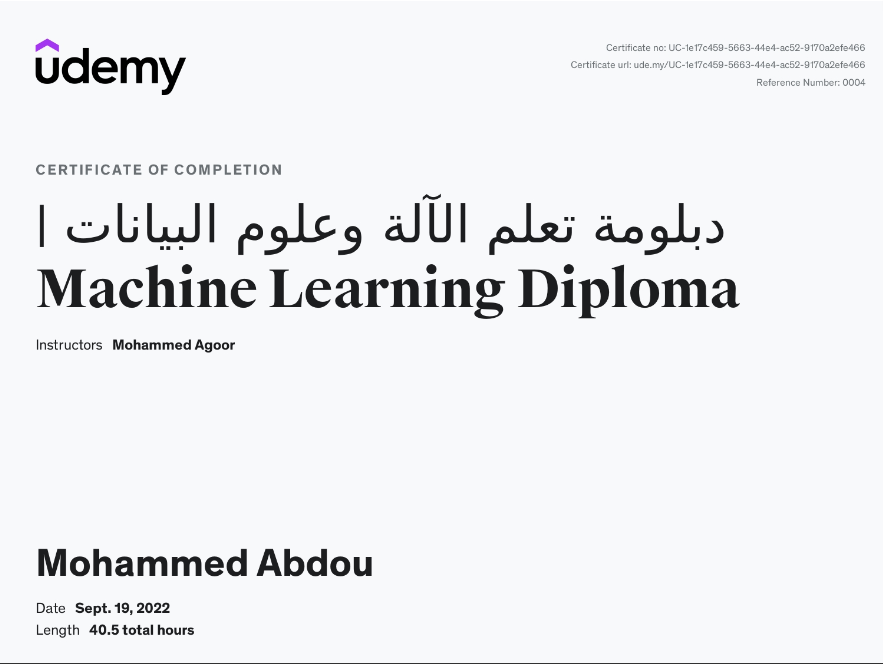 udemy
Certificate no: UC-1e17c459-5663-44e4-ac52-9170a2efe466
Certificate url: ude.my/UC-1e17c459-5663-44e4-ac52-9170a2efe466
Reference Number: 0004
CERTIFICATE OF COMPLETION
دبلومة تعلم الآلة وعلوم البيانات |
Machine Learning Diploma
Instructors Mohammed Agoor
Mohammed Abdou
Date Sept. 19, 2022
Length 40.5 total hours